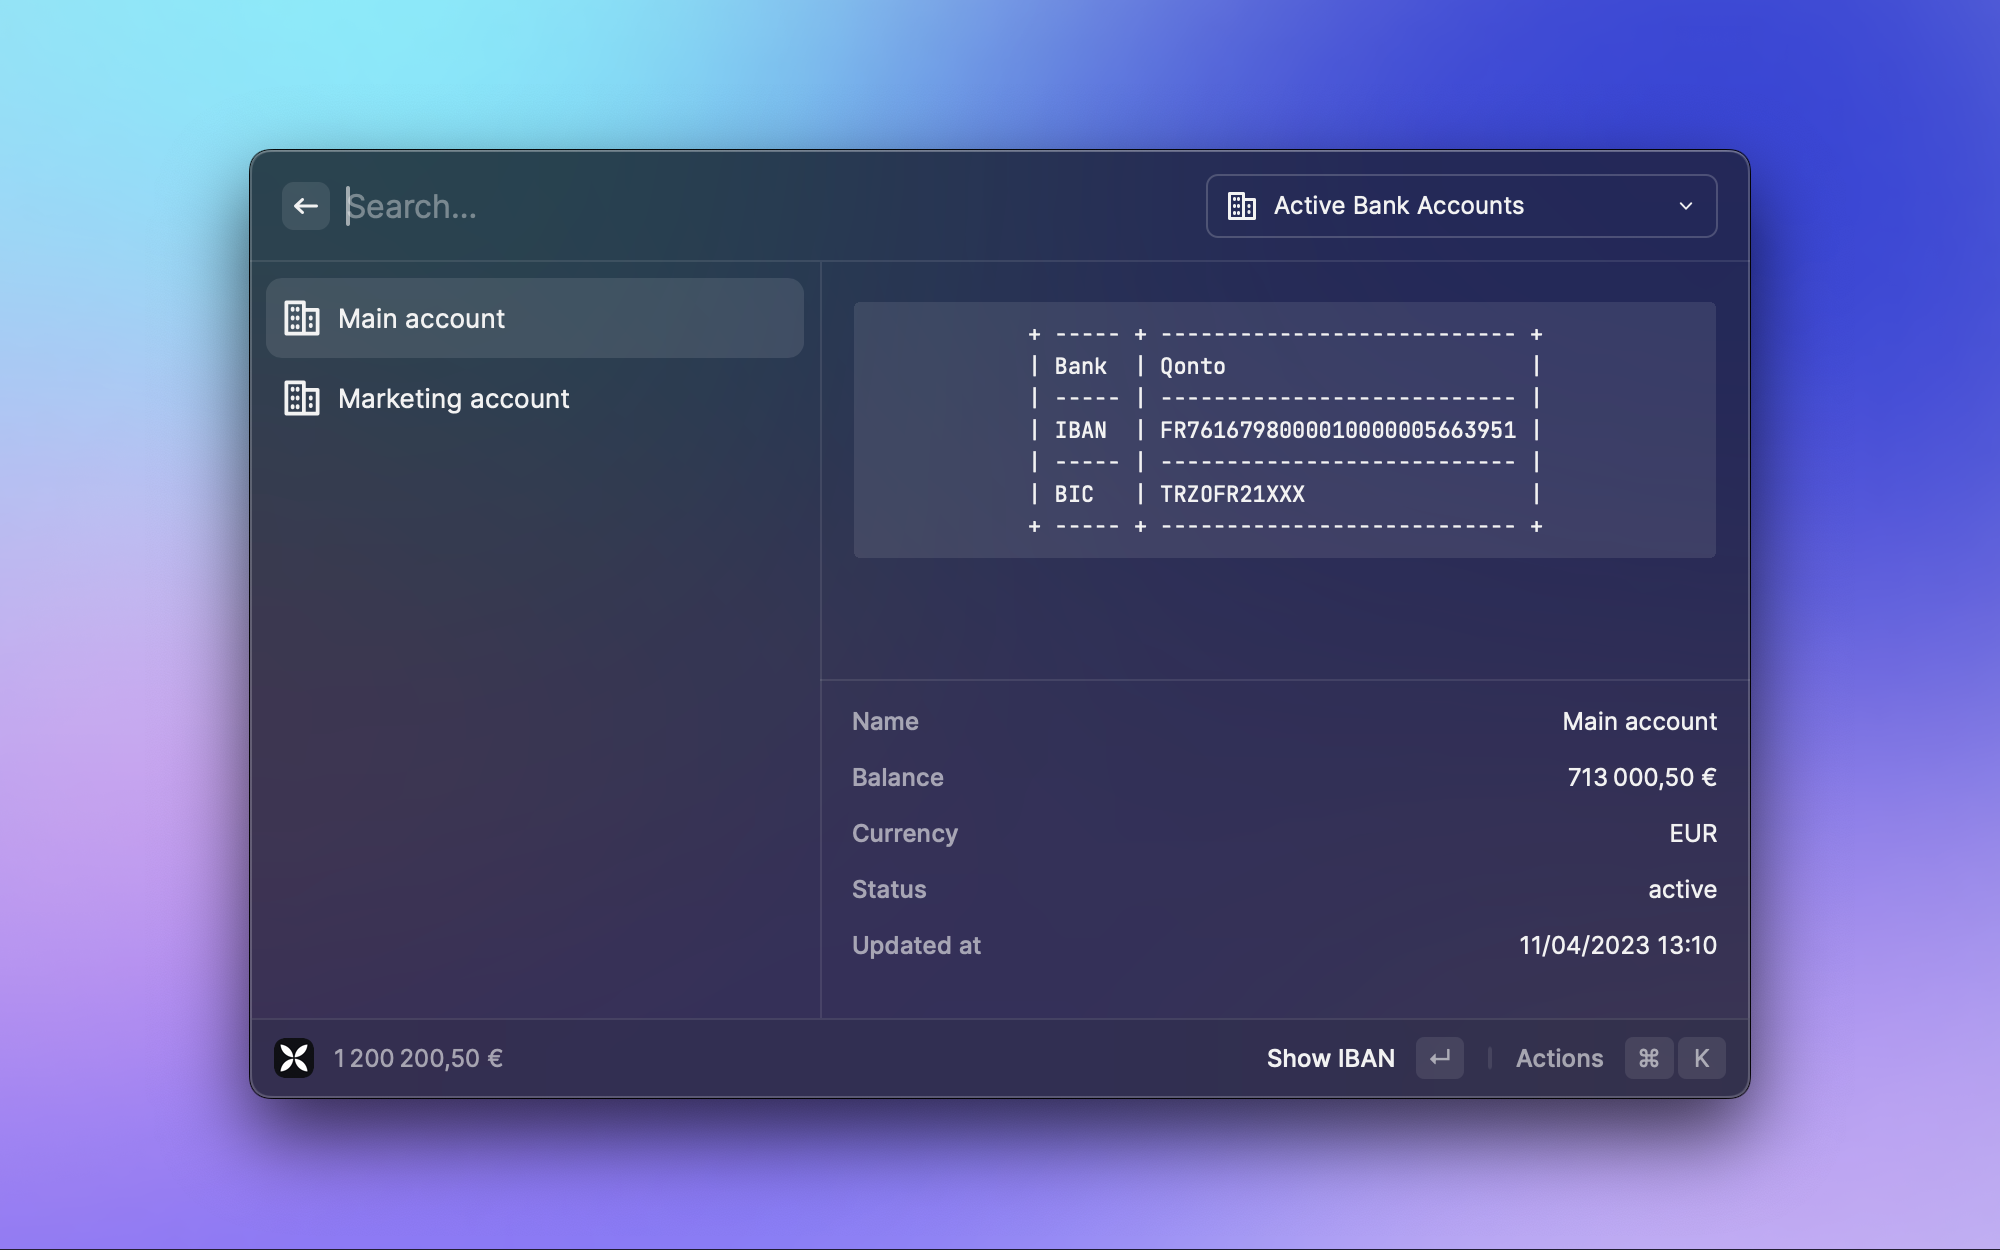 Search...
Active Bank Accounts
Main account
Marketing account
+ ----- + --------------------------- +
| Bank | Qonto |
| ----- | --------------------------- |
| IBAN | FR7616798000010000005663951 |
| ----- | --------------------------- |
| BIC | TRZOFR21XXX |
+ ----- + --------------------------- +
Name Main account
Balance 713 000,50 €
Currency EUR
Status active
Updated at 11/04/2023 13:10
1 200 200,50 €
Show IBAN ↵ | Actions ⌘ K